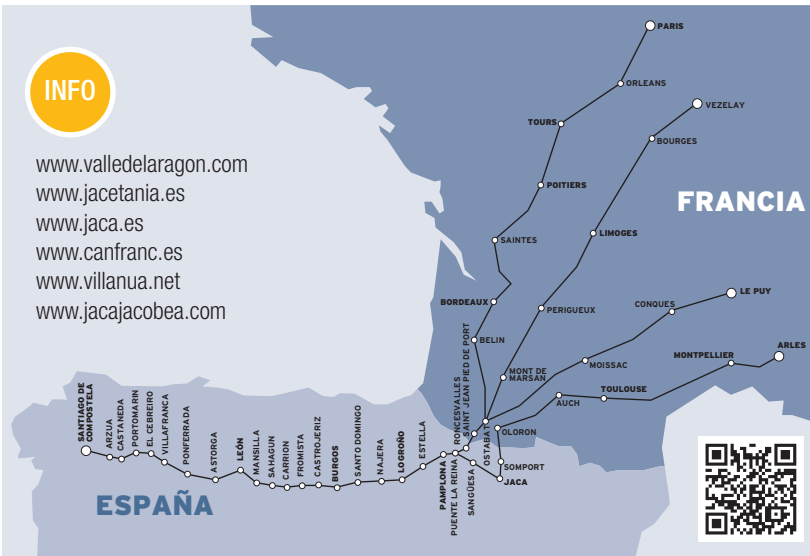 INFO
www.valledelaragon.com
www.jacetania.es
www.jaca.es
www.canfranc.es
www.villanua.net
www.jacajacobea.com
FRANCIA
PARIS
ORLEANS
TOURS
POITIERS
SAINTES
BORDEAUX
BELIN
VEZELAY
BOURGES
LIMOGES
PERIGUEUX
MONT DE
MARSAN
LE PUY
CONQUES
MOISSAC
ARLES
MONTPELLIER
TOULOUSE
AUCH
OLORON
SOMPORT
JACA
OSTABAT
SAINT JEAN PIED DE PORT
RONCESVALLES
SANGÜESA
PUENTE LA REINA
PAMPLONA
ESTELLA
LOGROÑO
NAJERA
SANTO DOMINGO
BURGOS
CASTROJERIZ
FROMISTA
CARRION
SAHAGUN
MANSILLA
LEÓN
ASTORGA
PONFERRADA
VILLAFRANCA
EL CEBREIRO
PORTOMARIN
CASTANEDA
ARZUA
SANTIAGO DE
COMPOSTELA
ESPAÑA